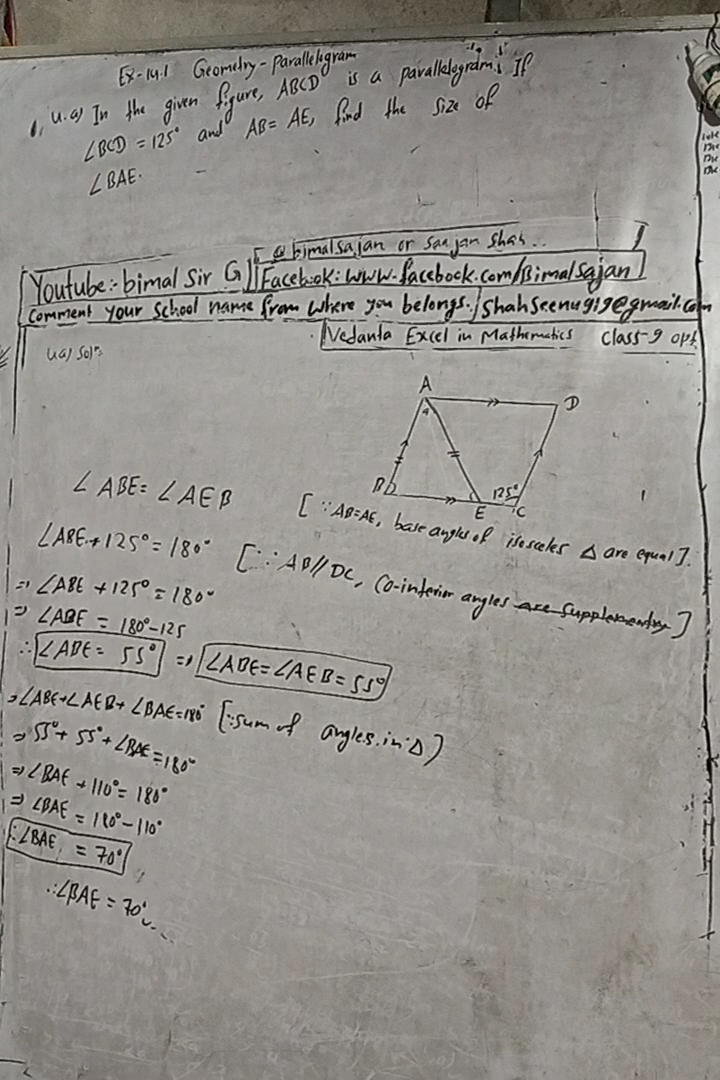 Ex-14.1 Geometry-Parallelogram
1. 4.a) In the given figure, ABCD is a parallelogram. If
∠BCD = 125° and AB= AE, find the size of
∠BAE.
@ bimalsajan or Saajan Shah..
Youtube:- bimal Sir G Facebook: www.facebook.com/Bimalsajan
Comment your School name from where you belongs. Shahseenugig@gmail.com
Vedanta Excel in Mathematics Class-9 opt
4.a) Solⁿ:
A
D
B
E
C
125°
∠ABE = ∠AEB [∵AB=AE, base angles of isosceles Δ are equal].
∠ABE + 125° = 180° [∵ AB//DC, Co-interior angles are Supplementry]
=> ∠ABE + 125° = 180°
=> ∠ABE = 180°-125
∴ ∠ABE = 55° => ∠ABE = ∠AEB = 55°
=> ∠ABE + ∠AEB + ∠BAE = 180° [∵ sum of angles in Δ)
=> 55° + 55° + ∠BAE = 180°
=> ∠BAE + 110° = 180°
=> ∠BAE = 180°-110°
∴ ∠BAE = 70°
∴ ∠BAE = 70°